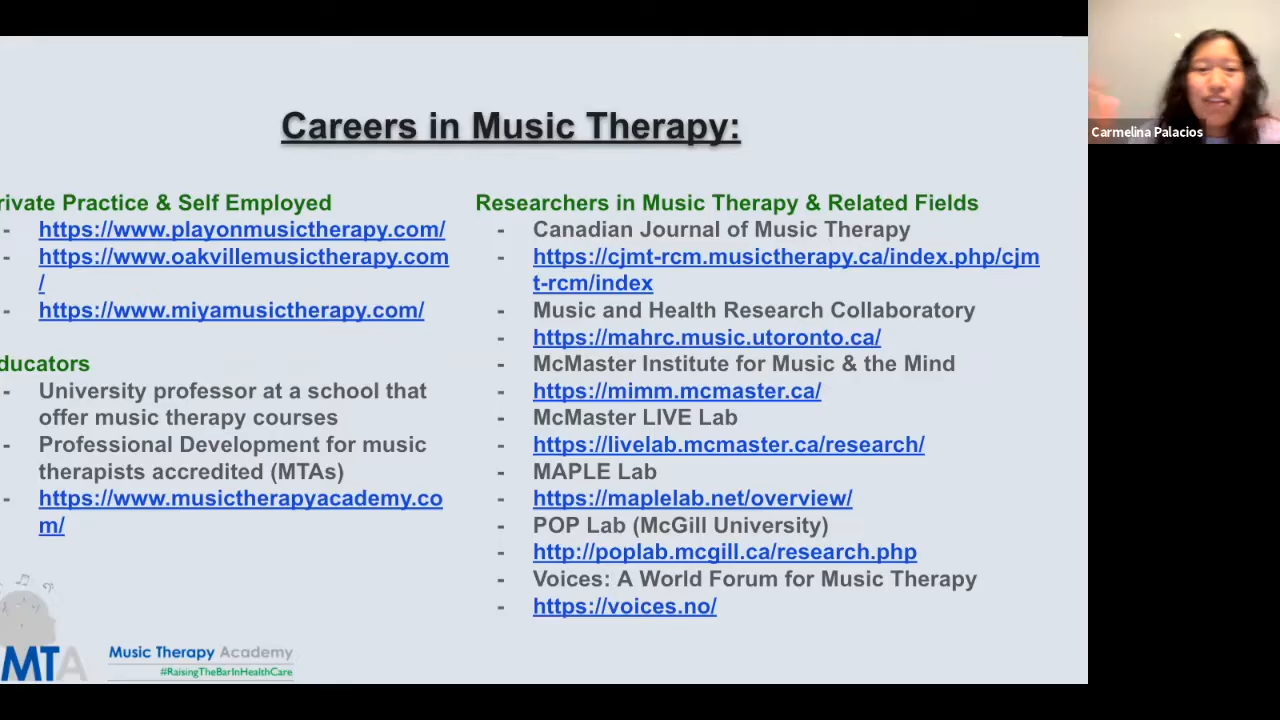 Careers in Music Therapy:
rivate Practice & Self Employed
- https://www.playonmusictherapy.com/
- https://www.oakvillemusictherapy.com
/
- https://www.miyamusictherapy.com/
ducators
- University professor at a school that
offer music therapy courses
- Professional Development for music
therapists accredited (MTAs)
- https://www.musictherapyacademy.co
m/
Researchers in Music Therapy & Related Fields
- Canadian Journal of Music Therapy
- https://cjmt-rcm.musictherapy.ca/index.php/cjm
t-rcm/index
- Music and Health Research Collaboratory
- https://mahrc.music.utoronto.ca/
- McMaster Institute for Music & the Mind
- https://mimm.mcmaster.ca/
- McMaster LIVE Lab
- https://livelab.mcmaster.ca/research/
- MAPLE Lab
- https://maplelab.net/overview/
- POP Lab (McGill University)
- http://poplab.mcgill.ca/research.php
- Voices: A World Forum for Music Therapy
- https://voices.no/
MTA
Music Therapy Academy
#RaisingTheBarInHealthCare
Carmelina Palacios